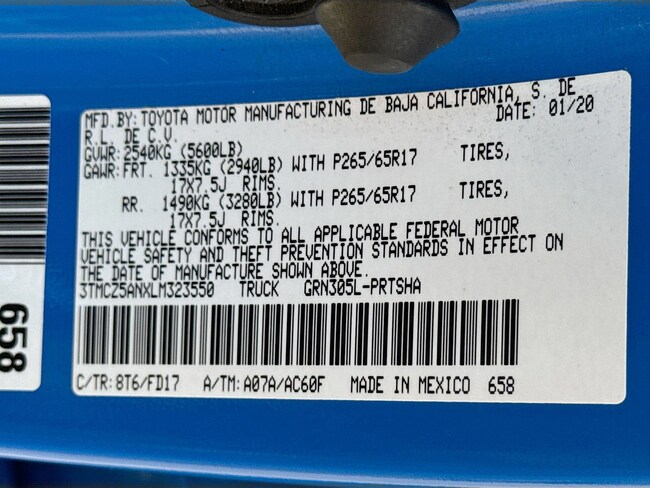 MFD. BY: TOYOTA MOTOR MANUFACTURING DE BAJA CALIFORNIA, S. DE
R.L. DE C.V. DATE: 01/20
GVWR: 2540KG (5600LB)
GAWR: FRT. 1335KG (2940LB) WITH P265/65R17 TIRES,
17X7.5J RIMS.
RR. 1490KG (3280LB) WITH P265/65R17 TIRES,
17X7.5J RIMS.
THIS VEHICLE CONFORMS TO ALL APPLICABLE FEDERAL MOTOR
VEHICLE SAFETY AND THEFT PREVENTION STANDARDS IN EFFECT ON
THE DATE OF MANUFACTURE SHOWN ABOVE.
3TMCZ5ANXLM323550 TRUCK GRN305L-PRTSHA
C/TR: 8T6/FD17 A/TM: A07A/AC60F MADE IN MEXICO 658
658